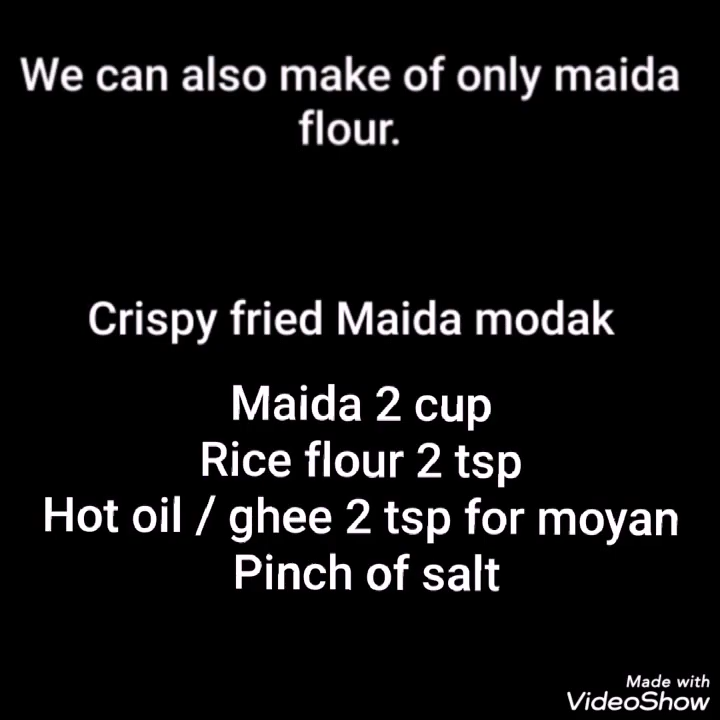 We can also make of only maida
flour.
Crispy fried Maida modak
Maida 2 cup
Rice flour 2 tsp
Hot oil / ghee 2 tsp for moyan
Pinch of salt
Made with
VideoShow